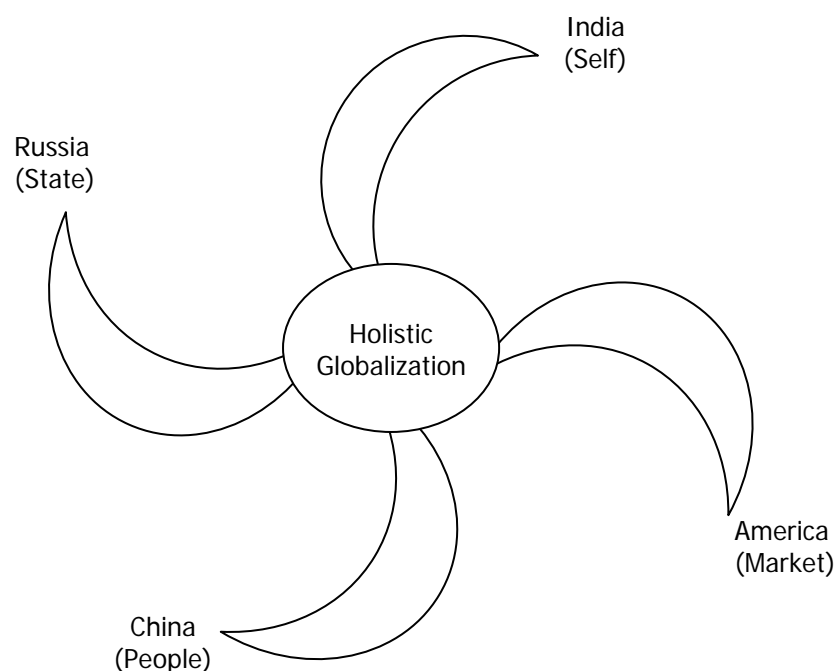 India
(Self)
Russia
(State)
Holistic
Globalization
America
(Market)
China
(People)